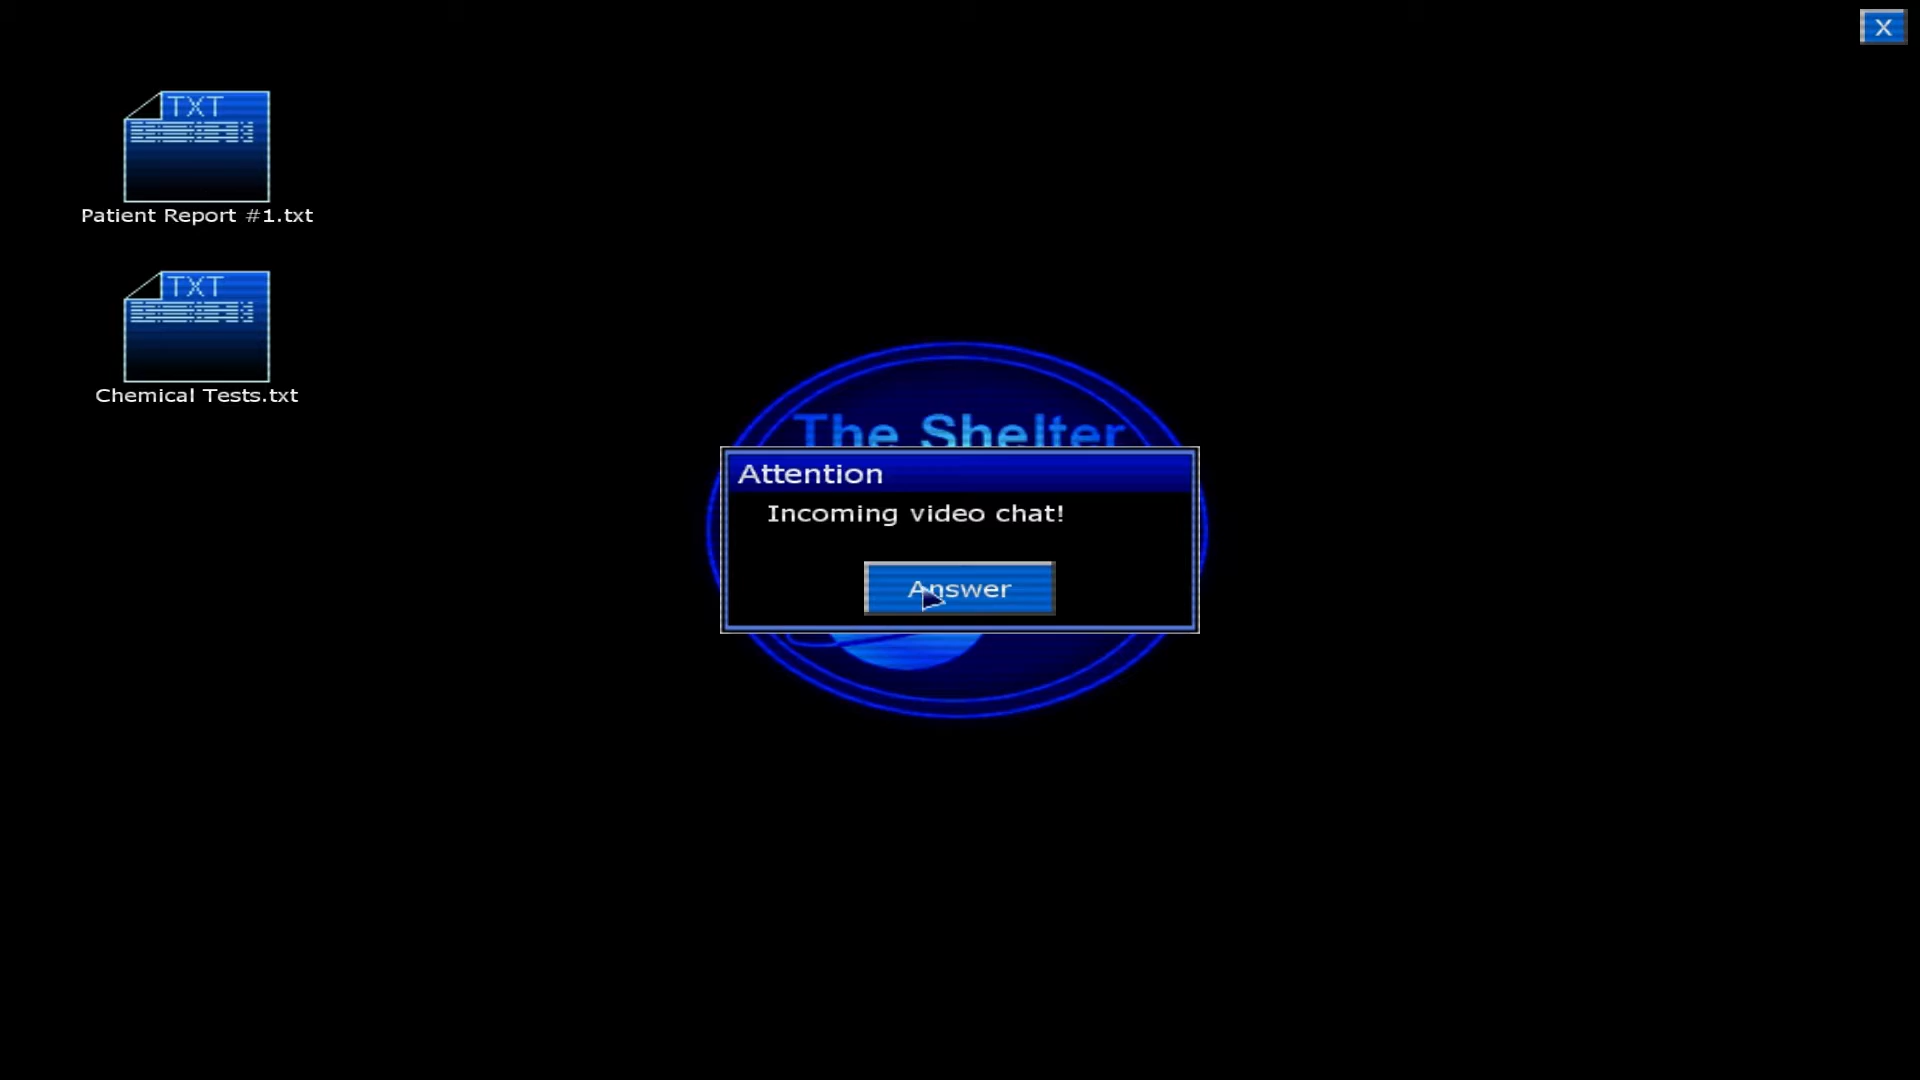 X
TXT
Patient Report #1.txt
TXT
Chemical Tests.txt
The Shelter
Attention
Incoming video chat!
Answer